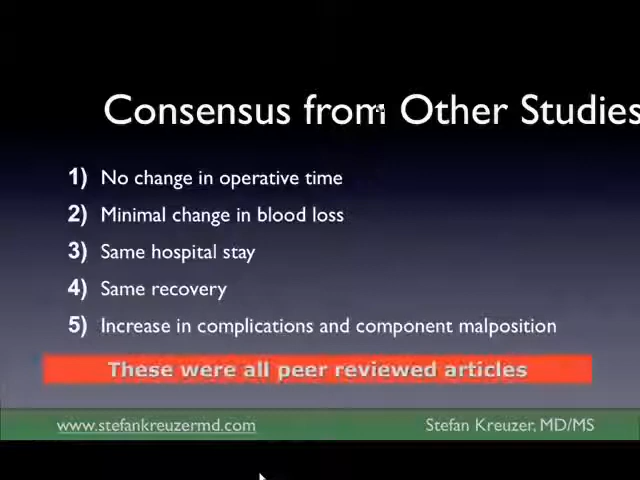 Consensus from Other Studies
1) No change in operative time
2) Minimal change in blood loss
3) Same hospital stay
4) Same recovery
5) Increase in complications and component malposition
These were all peer reviewed articles
www.stefankreuzermd.com Stefan Kreuzer, MD/MS